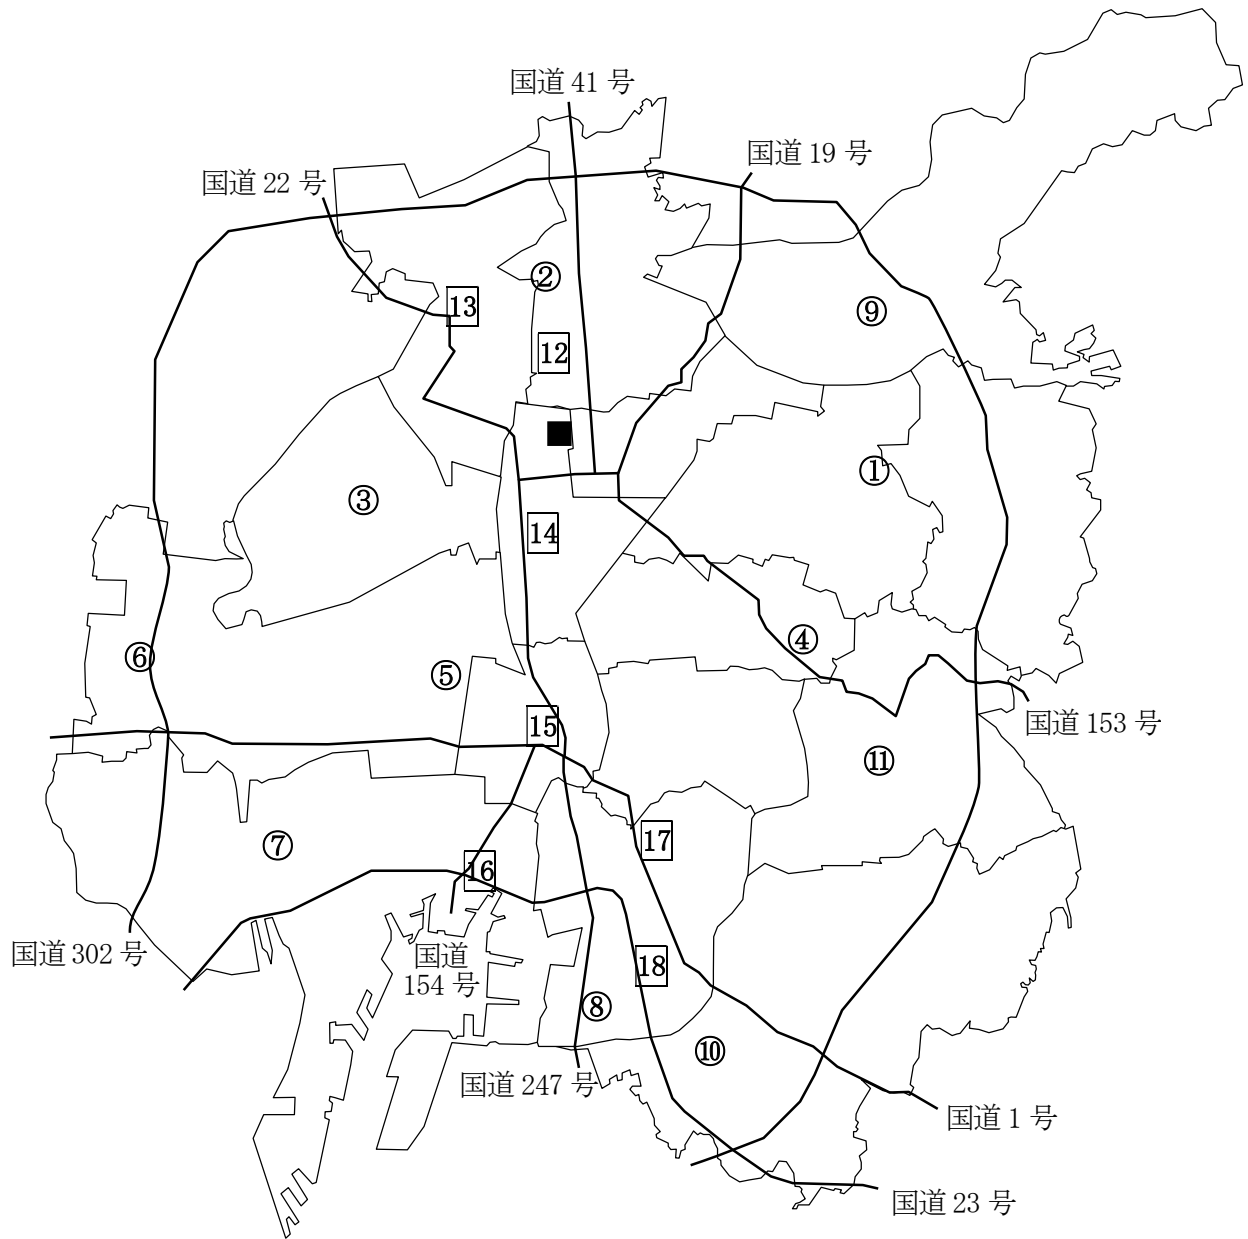 国道 41 号
国道 19 号
国道 22 号
②
13
⑨
12
①
③
14
④
⑥
⑤
国道 153 号
15
⑪
17
⑦
16
国道 302 号
国道
154 号
18
⑧
⑩
国道 247 号
国道 1 号
国道 23 号